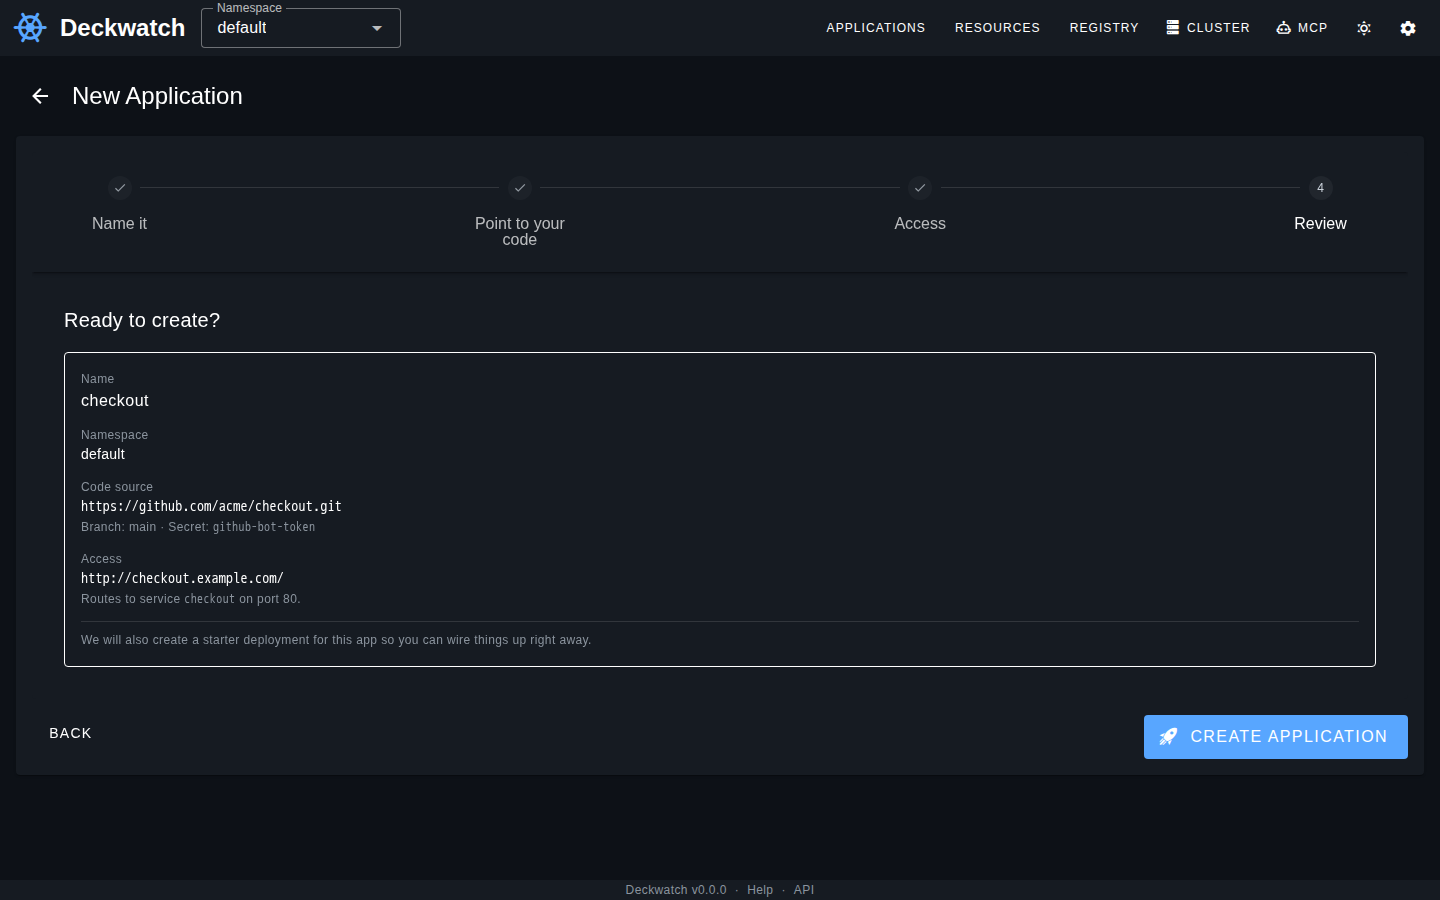 Deckwatch
Namespace
default
APPLICATIONS
RESOURCES
REGISTRY
CLUSTER
MCP
New Application
Name it
Point to your
code
Access
4
Review
Ready to create?
Name
checkout
Namespace
default
Code source
https://github.com/acme/checkout.git
Branch: main · Secret: github-bot-token
Access
http://checkout.example.com/
Routes to service checkout on port 80.
We will also create a starter deployment for this app so you can wire things up right away.
BACK
CREATE APPLICATION
Deckwatch v0.0.0 · Help · API